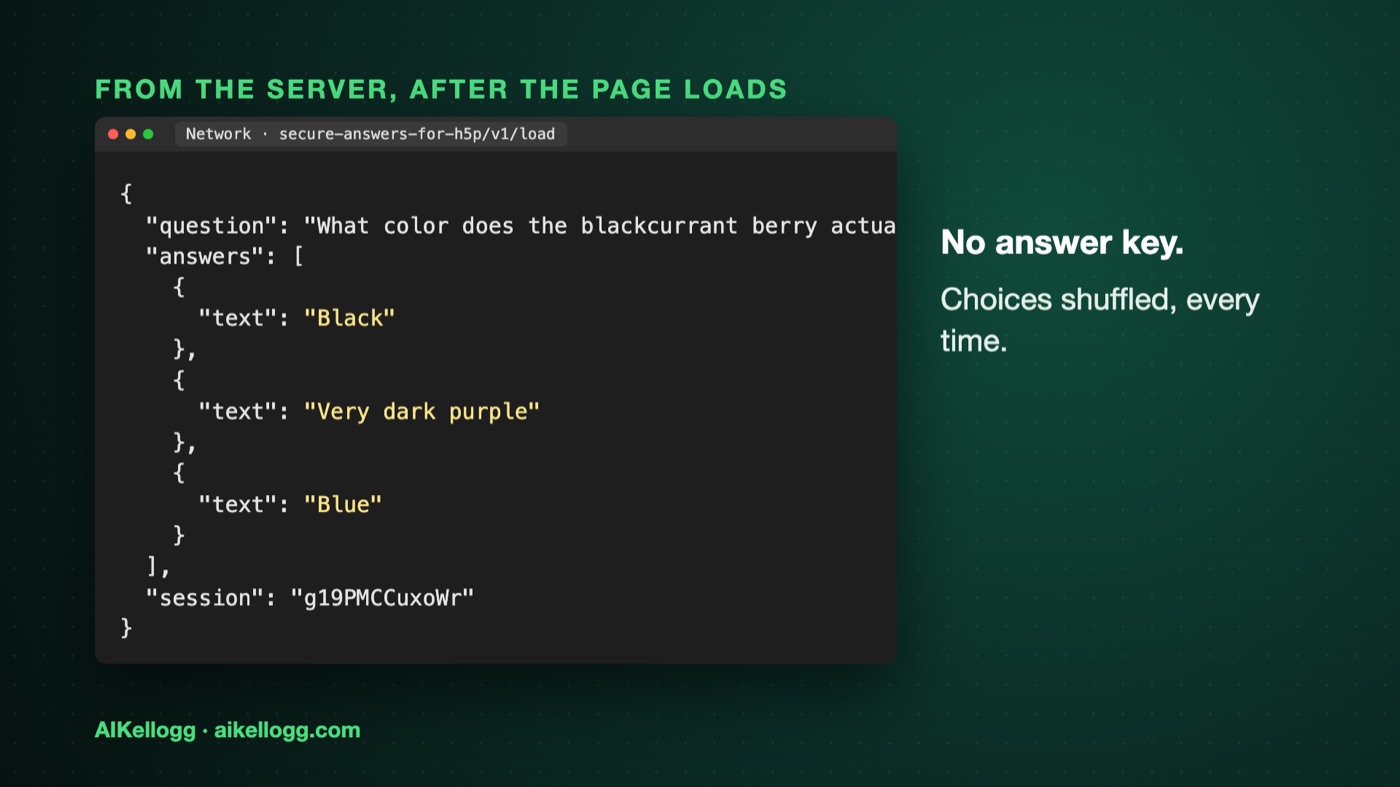 FROM THE SERVER, AFTER THE PAGE LOADS
Network · secure-answers-for-h5p/v1/load
{
"question": "What color does the blackcurrant berry actua
"answers": [
{
"text": "Black"
},
{
"text": "Very dark purple"
},
{
"text": "Blue"
}
],
"session": "g19PMCCuxoWr"
}
No answer key.
Choices shuffled, every
time.
AIKellogg · aikellogg.com